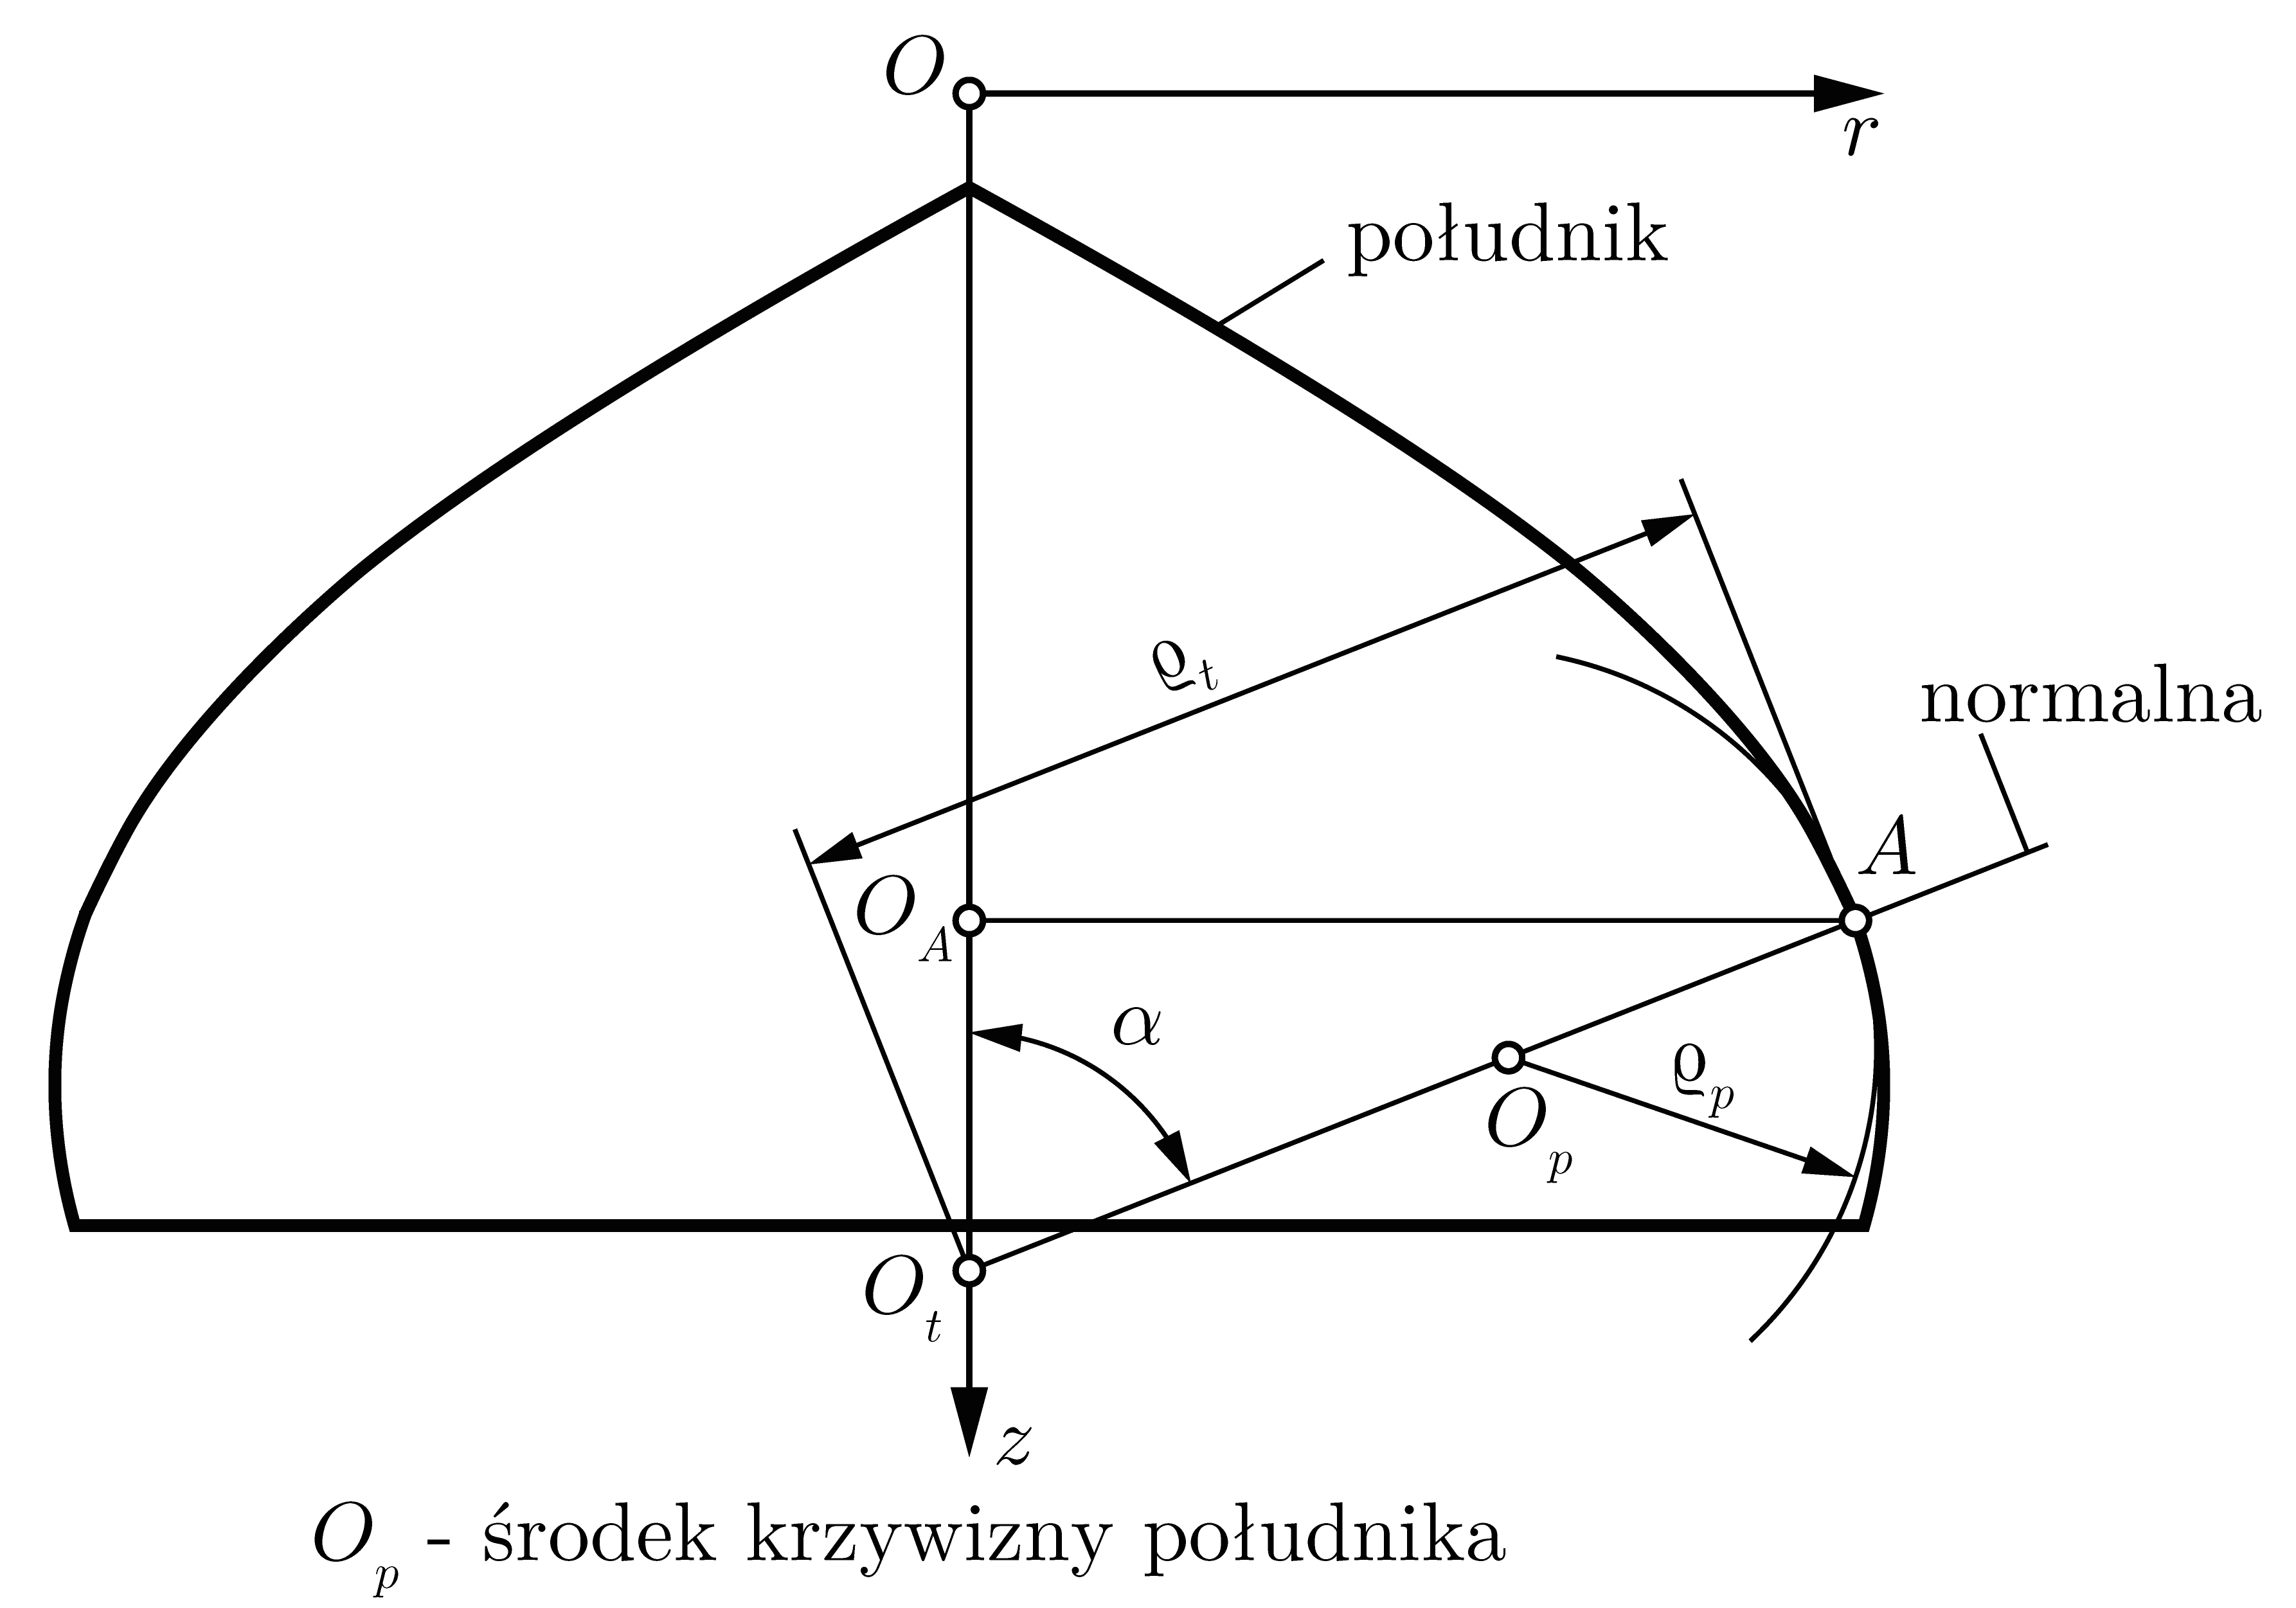 O
r
południk
ϱt
normalna
A
OA
α
ϱp
Op
Ot
z
Op - środek krzywizny południka